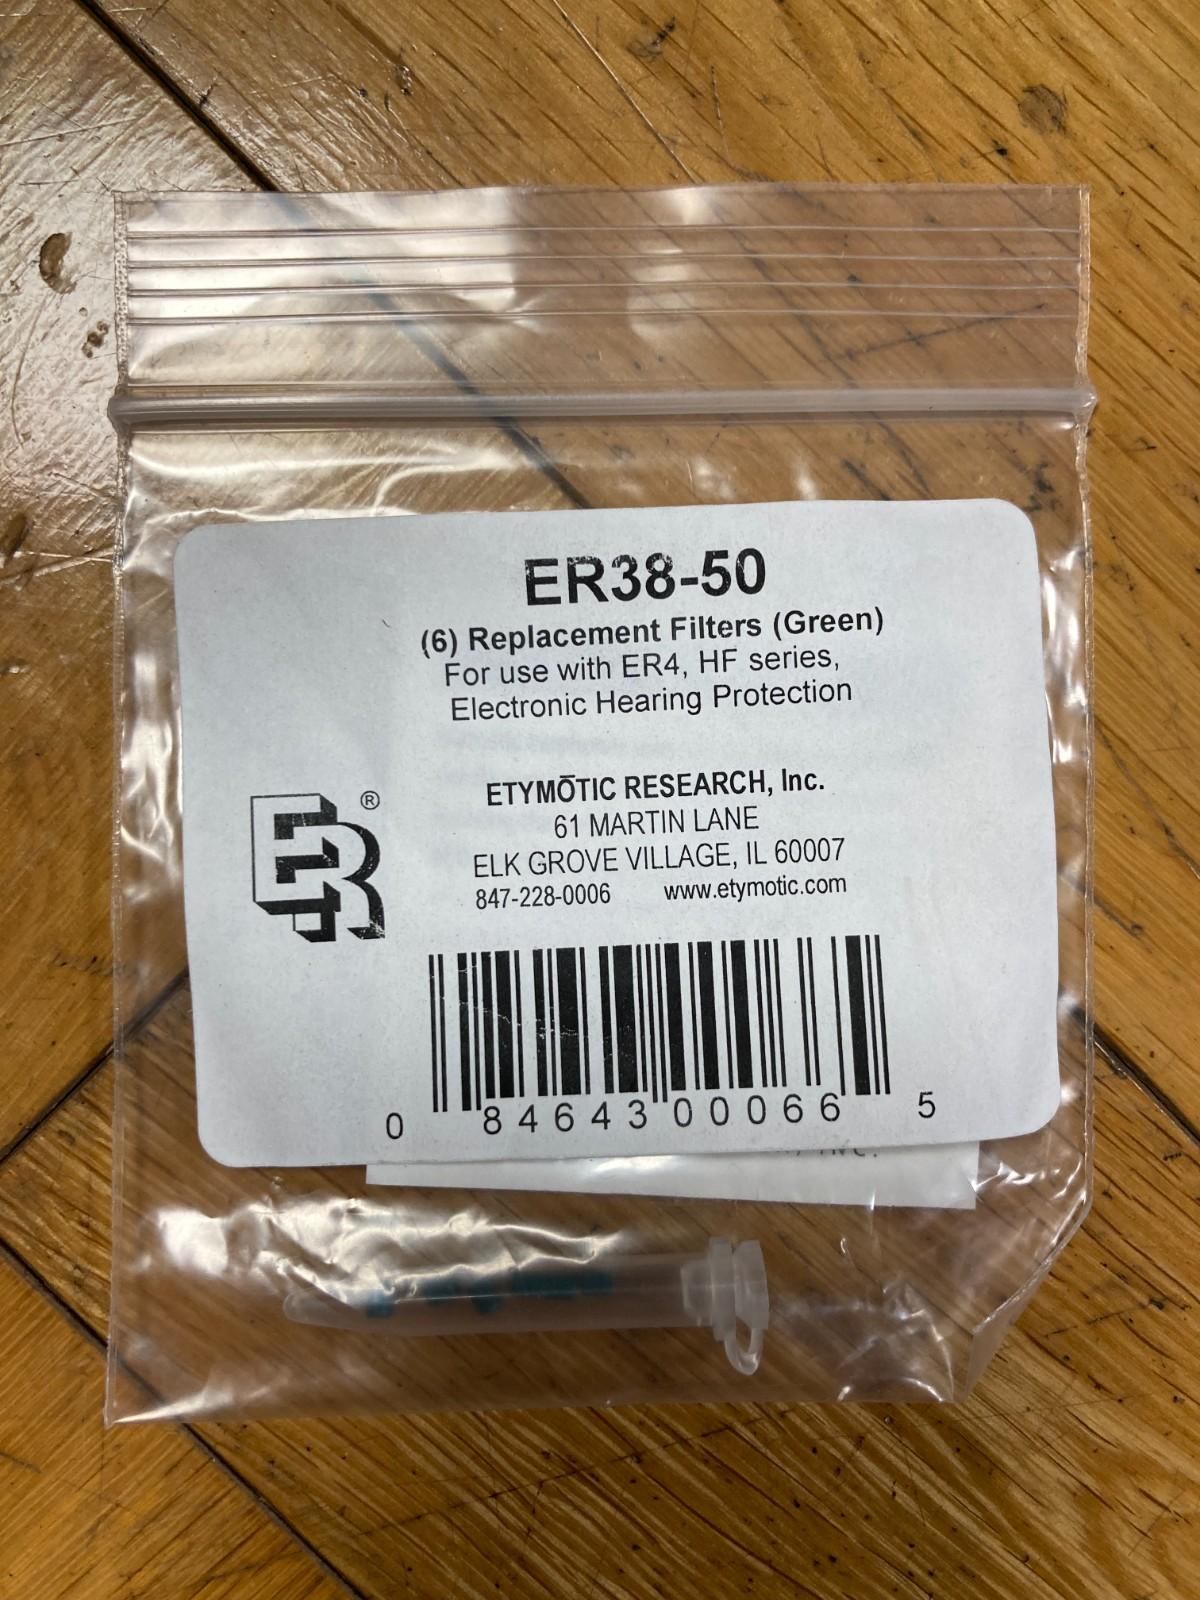 ER38-50
(6) Replacement Filters (Green)
For use with ER4, HF series,
Electronic Hearing Protection
ETYMŌTIC RESEARCH, Inc.
61 MARTIN LANE
ELK GROVE VILLAGE, IL 60007
847-228-0006 www.etymotic.com
ER®
0 84643 00066 5